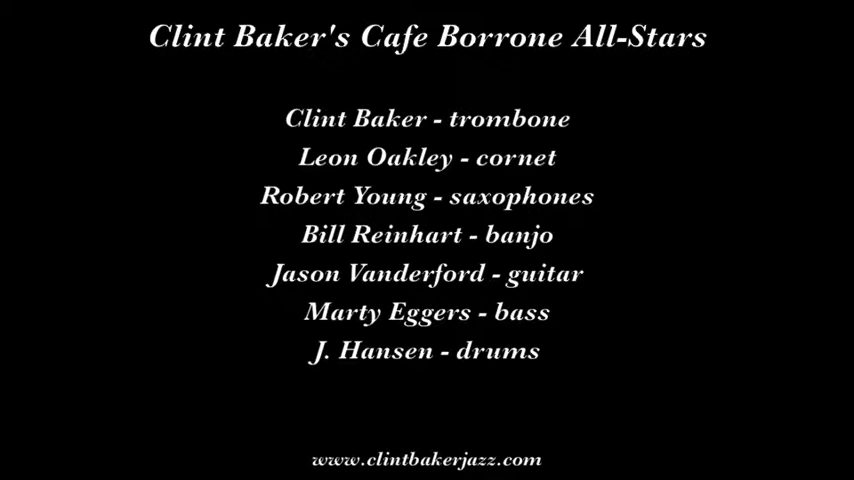 Clint Baker's Cafe Borrone All-Stars
Clint Baker - trombone
Leon Oakley - cornet
Robert Young - saxophones
Bill Reinhart - banjo
Jason Vanderford - guitar
Marty Eggers - bass
J. Hansen - drums
www.clintbakerjazz.com